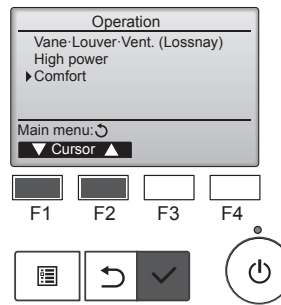 Operation
Vane·Louver·Vent. (Lossnay)
High power
Comfort
Main menu:
Cursor
F1 F2 F3 F4